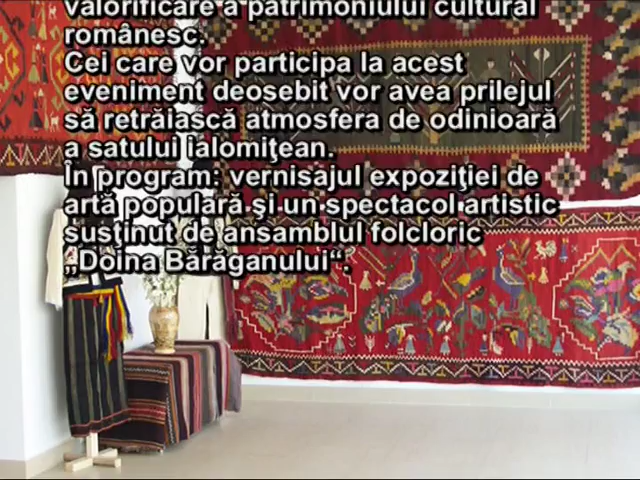 valorificare a patrimoniului cultural
românesc.
Cei care vor participa la acest
eveniment deosebit vor avea prilejul
să retrăiască atmosfera de odinioară
a satului ialomiţean.
În program: vernisajul expoziţiei de
artă populară şi un spectacol artistic
susţinut de ansamblul folcloric
„Doina Bărăganului“.